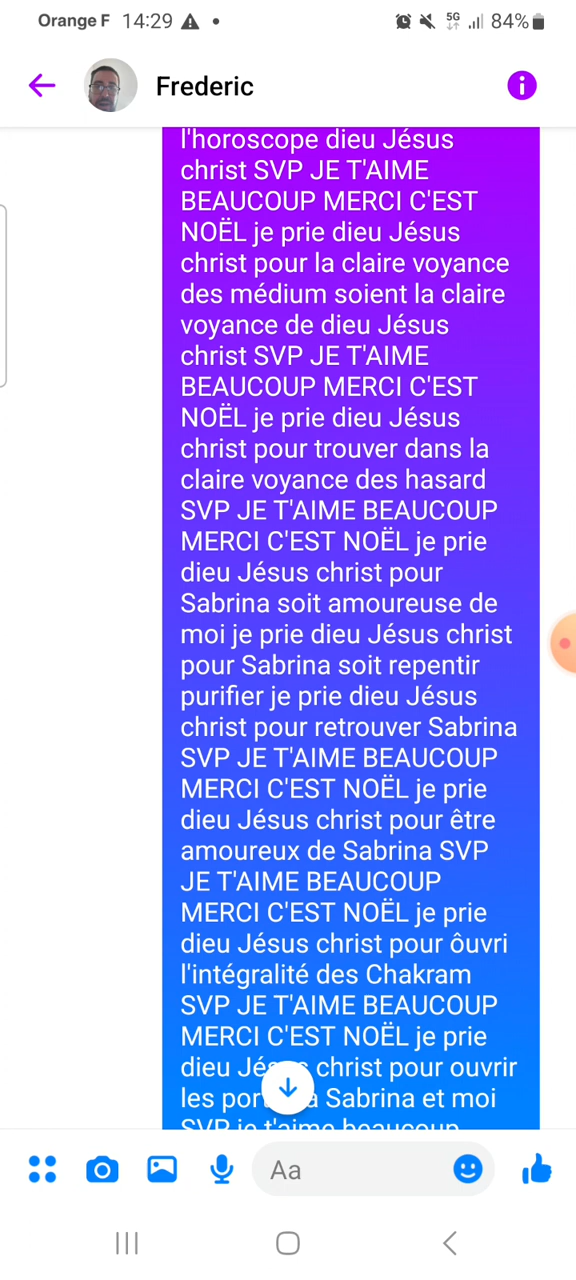 Orange F 14:29
5G 84%
Frederic
l'horoscope dieu Jésus
christ SVP JE T'AIME
BEAUCOUP MERCI C'EST
NOËL je prie dieu Jésus
christ pour la claire voyance
des médium soient la claire
voyance de dieu Jésus
christ SVP JE T'AIME
BEAUCOUP MERCI C'EST
NOËL je prie dieu Jésus
christ pour trouver dans la
claire voyance des hasard
SVP JE T'AIME BEAUCOUP
MERCI C'EST NOËL je prie
dieu Jésus christ pour
Sabrina soit amoureuse de
moi je prie dieu Jésus christ
pour Sabrina soit repentir
purifier je prie dieu Jésus
christ pour retrouver Sabrina
SVP JE T'AIME BEAUCOUP
MERCI C'EST NOËL je prie
dieu Jésus christ pour être
amoureux de Sabrina SVP
JE T'AIME BEAUCOUP
MERCI C'EST NOËL je prie
dieu Jésus christ pour ôuvri
l'intégralité des Chakram
SVP JE T'AIME BEAUCOUP
MERCI C'EST NOËL je prie
dieu christ pour ouvrir
les Sabrina et moi
SVP je t'aime beaucoup
Aa